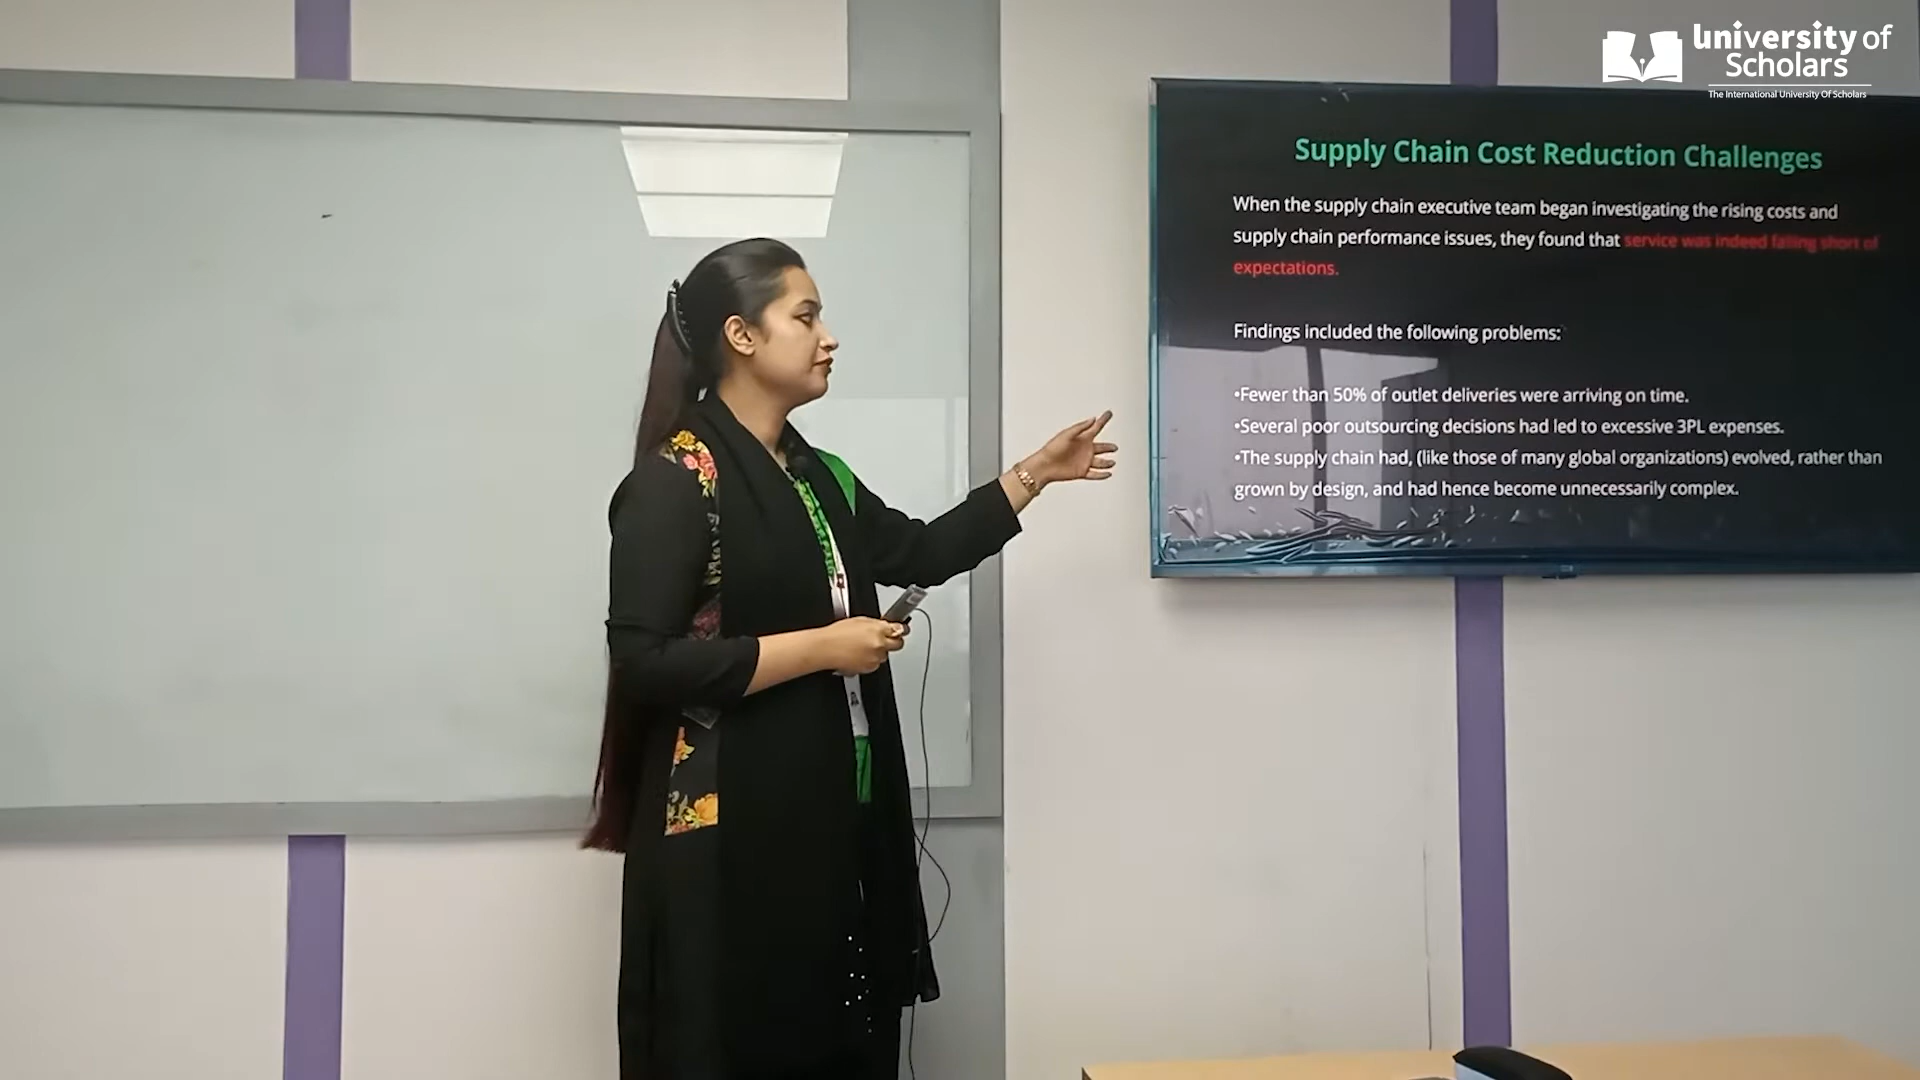 University of
Scholars
The International University Of Scholars
Supply Chain Cost Reduction Challenges
When the supply chain executive team began investigating the rising costs and
supply chain performance issues, they found that service was indeed falling short of
expectations.
Findings included the following problems:
•Fewer than 50% of outlet deliveries were arriving on time.
•Several poor outsourcing decisions had led to excessive 3PL expenses.
•The supply chain had, (like those of many global organizations) evolved, rather than
grown by design, and had hence become unnecessarily complex.